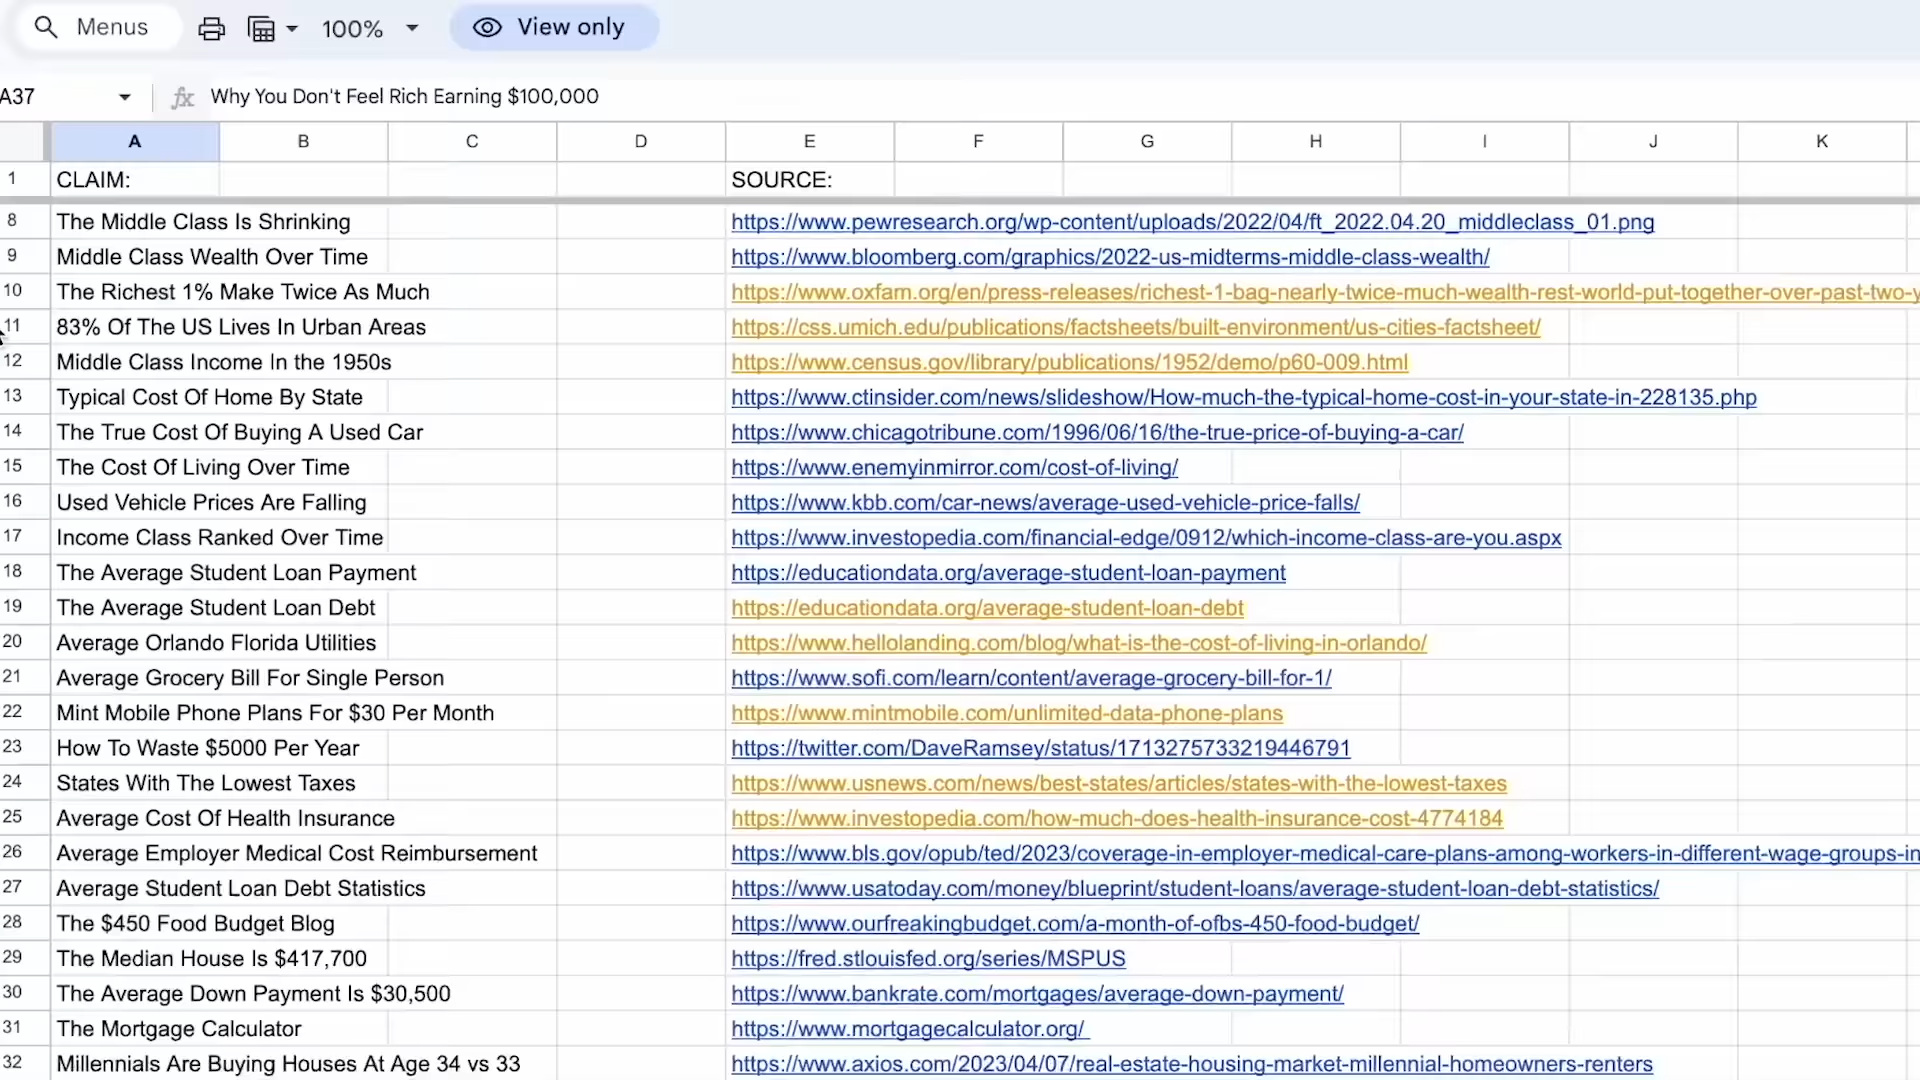 Menus 100% View only
A37 fx Why You Don't Feel Rich Earning $100,000
A B C D E F G H I J K
1 CLAIM: SOURCE:
8 The Middle Class Is Shrinking https://www.pewresearch.org/wp-content/uploads/2022/04/ft_2022.04.20_middleclass_01.png
9 Middle Class Wealth Over Time https://www.bloomberg.com/graphics/2022-us-midterms-middle-class-wealth/
10 The Richest 1% Make Twice As Much https://www.oxfam.org/en/press-releases/richest-1-bag-nearly-twice-much-wealth-rest-world-put-together-over-past-two-y
11 83% Of The US Lives In Urban Areas https://css.umich.edu/publications/factsheets/built-environment/us-cities-factsheet/
12 Middle Class Income In the 1950s https://www.census.gov/library/publications/1952/demo/p60-009.html
13 Typical Cost Of Home By State https://www.ctinsider.com/news/slideshow/How-much-the-typical-home-cost-in-your-state-in-228135.php
14 The True Cost Of Buying A Used Car https://www.chicagotribune.com/1996/06/16/the-true-price-of-buying-a-car/
15 The Cost Of Living Over Time https://www.enemyinmirror.com/cost-of-living/
16 Used Vehicle Prices Are Falling https://www.kbb.com/car-news/average-used-vehicle-price-falls/
17 Income Class Ranked Over Time https://www.investopedia.com/financial-edge/0912/which-income-class-are-you.aspx
18 The Average Student Loan Payment https://educationdata.org/average-student-loan-payment
19 The Average Student Loan Debt https://educationdata.org/average-student-loan-debt
20 Average Orlando Florida Utilities https://www.hellolanding.com/blog/what-is-the-cost-of-living-in-orlando/
21 Average Grocery Bill For Single Person https://www.sofi.com/learn/content/average-grocery-bill-for-1/
22 Mint Mobile Phone Plans For $30 Per Month https://www.mintmobile.com/unlimited-data-phone-plans
23 How To Waste $5000 Per Year https://twitter.com/DaveRamsey/status/1713275733219446791
24 States With The Lowest Taxes https://www.usnews.com/news/best-states/articles/states-with-the-lowest-taxes
25 Average Cost Of Health Insurance https://www.investopedia.com/how-much-does-health-insurance-cost-4774184
26 Average Employer Medical Cost Reimbursement https://www.bls.gov/opub/ted/2023/coverage-in-employer-medical-care-plans-among-workers-in-different-wage-groups-in
27 Average Student Loan Debt Statistics https://www.usatoday.com/money/blueprint/student-loans/average-student-loan-debt-statistics/
28 The $450 Food Budget Blog https://www.ourfreakingbudget.com/a-month-of-ofbs-450-food-budget/
29 The Median House Is $417,700 https://fred.stlouisfed.org/series/MSPUS
30 The Average Down Payment Is $30,500 https://www.bankrate.com/mortgages/average-down-payment/
31 The Mortgage Calculator https://www.mortgagecalculator.org/
32 Millennials Are Buying Houses At Age 34 vs 33 https://www.axios.com/2023/04/07/real-estate-housing-market-millennial-homeowners-renters